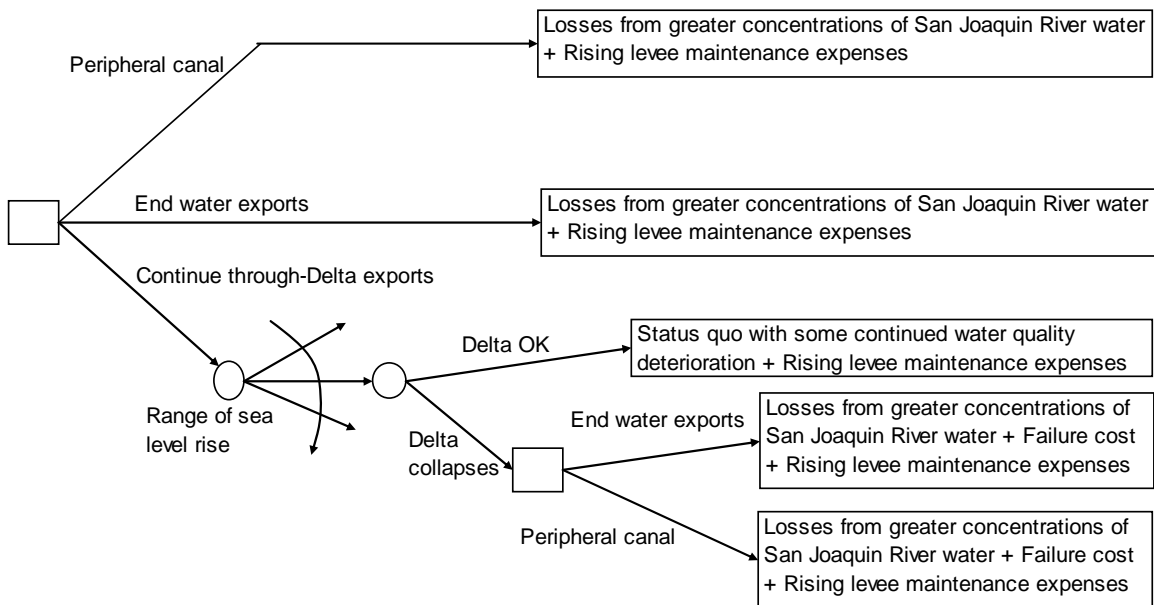 Peripheral canal
Losses from greater concentrations of San Joaquin River water
+ Rising levee maintenance expenses
End water exports
Losses from greater concentrations of San Joaquin River water
+ Rising levee maintenance expenses
Continue through-Delta exports
Range of sea
level rise
Delta OK
Status quo with some continued water quality
deterioration + Rising levee maintenance expenses
Delta
collapses
End water exports
Losses from greater concentrations of
San Joaquin River water + Failure cost
+ Rising levee maintenance expenses
Peripheral canal
Losses from greater concentrations of
San Joaquin River water + Failure cost
+ Rising levee maintenance expenses